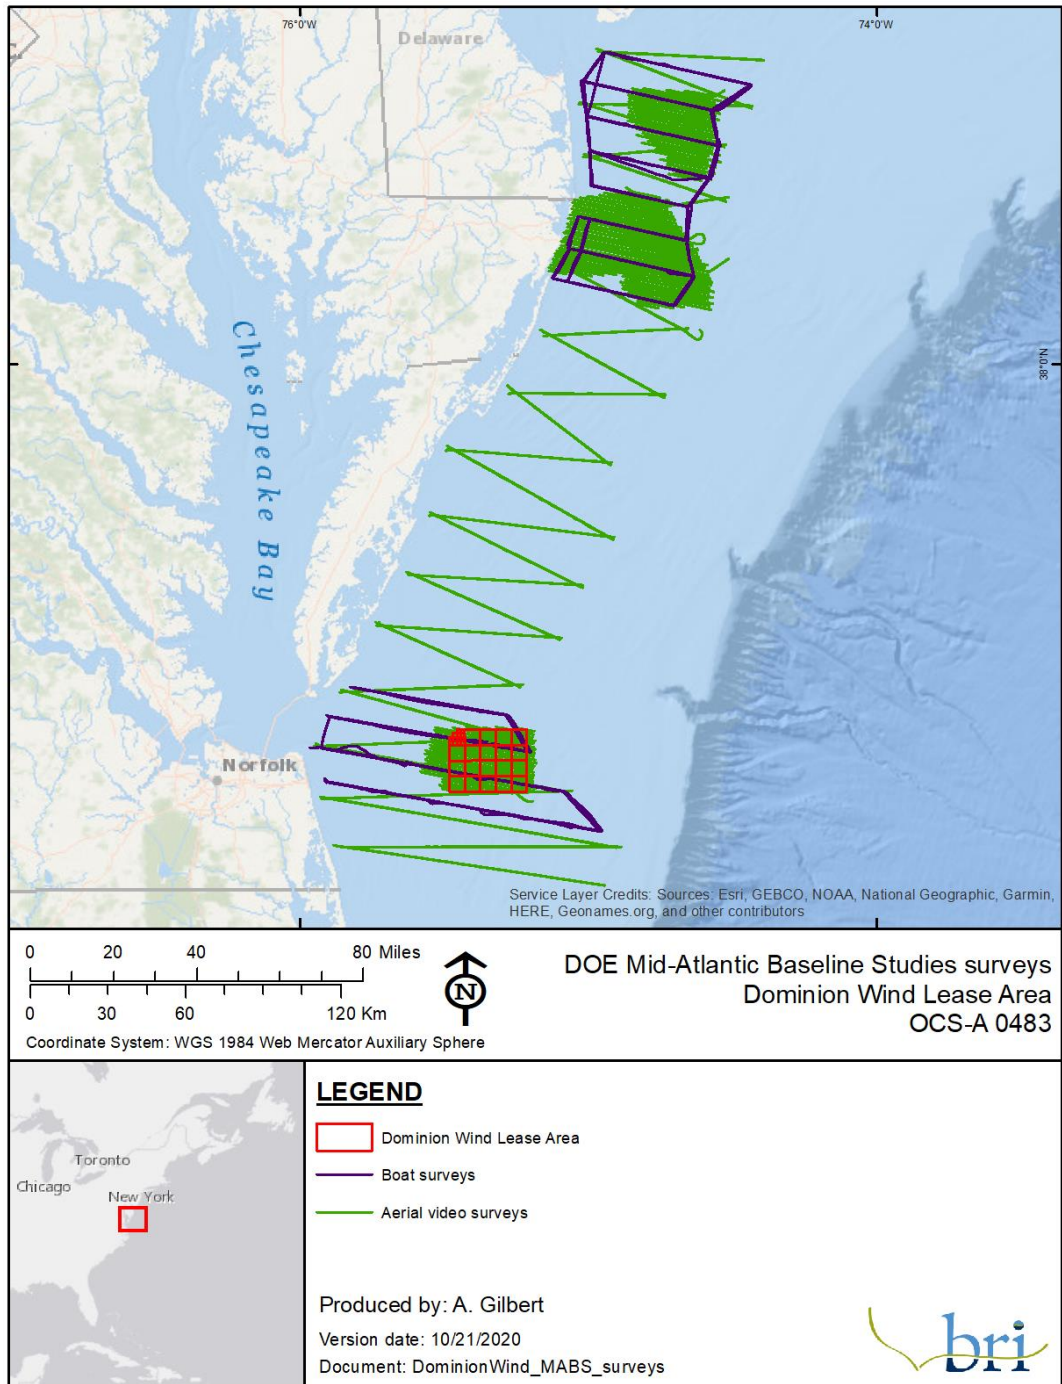 76°0'W
74°0'W
Delaware
38°0'N
Chesapeake Bay
Norfolk
Service Layer Credits: Sources: Esri, GEBCO, NOAA, National Geographic, Garmin,
HERE, Geonames.org, and other contributors
0 20 40 80 Miles
0 30 60 120 Km
Coordinate System: WGS 1984 Web Mercator Auxiliary Sphere
N
DOE Mid-Atlantic Baseline Studies surveys
Dominion Wind Lease Area
OCS-A 0483
Toronto
Chicago
New York
LEGEND
Dominion Wind Lease Area
Boat surveys
Aerial video surveys
Produced by: A. Gilbert
Version date: 10/21/2020
Document: DominionWind_MABS_surveys
bri